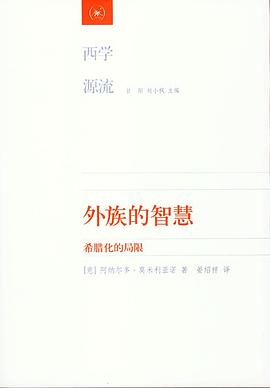 西学
源流
甘 阳 刘小枫 主编
外族的智慧
希腊化的局限
[意] 阿纳尔多·莫米利亚诺 著 晏绍祥 译